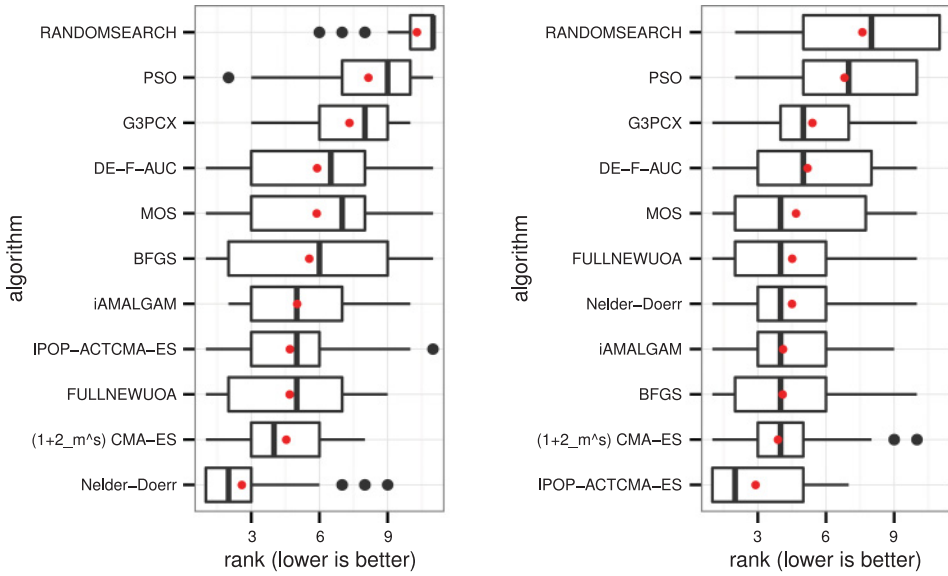 algorithm
RANDOMSEARCH
PSO
G3PCX
DE−F−AUC
MOS
BFGS
iAMALGAM
IPOP−ACTCMA−ES
FULLNEWUOA
(1+2_m^s) CMA−ES
Nelder−Doerr
3 6 9
rank (lower is better)
algorithm
RANDOMSEARCH
PSO
G3PCX
DE−F−AUC
MOS
FULLNEWUOA
Nelder−Doerr
iAMALGAM
BFGS
(1+2_m^s) CMA−ES
IPOP−ACTCMA−ES
3 6 9
rank (lower is better)